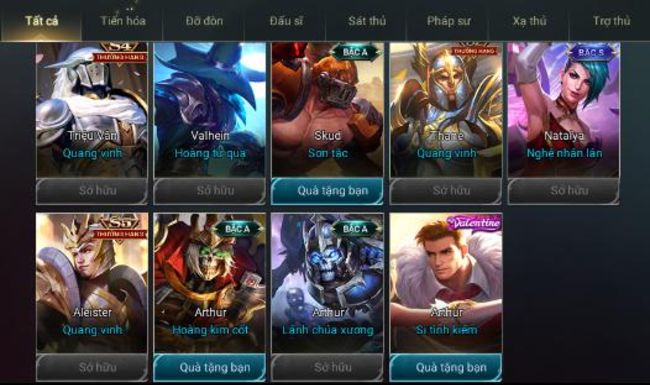 Tất cả Tiến hóa Đỡ đòn Đấu sĩ Sát thủ Pháp sư Xạ thủ Trợ thủ
S4 THƯỞNG HẠNG
Triệu Vân
Quang vinh
Sở hữu
Valhein
Hoàng tử quạ
Sở hữu
BẬC A
Skud
Sơn tặc
Quà tặng bạn
THƯỞNG HẠNG
Thane
Quang vinh
Sở hữu
BẬC S
Natalya
Nghệ nhân lân
Sở hữu
S5 THƯỞNG HẠNG
Aleister
Quang vinh
Sở hữu
BẬC A
Arthur
Hoàng kim cốt
Quà tặng bạn
BẬC A
Arthur
Lãnh chúa xương
Sở hữu
Valentine
Arthur
Si tình kiếm
Quà tặng bạn